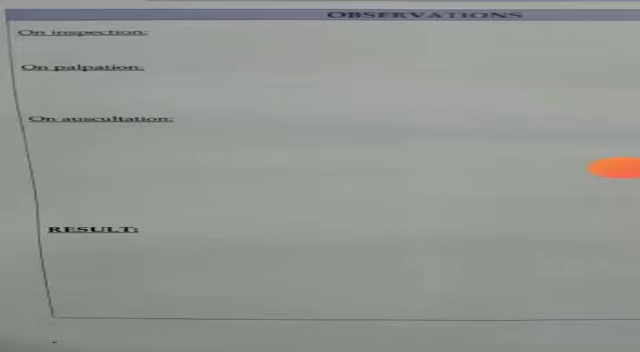 OBSERVATIONS
On inspection:
On palpation:
On auscultation:
RESULT: